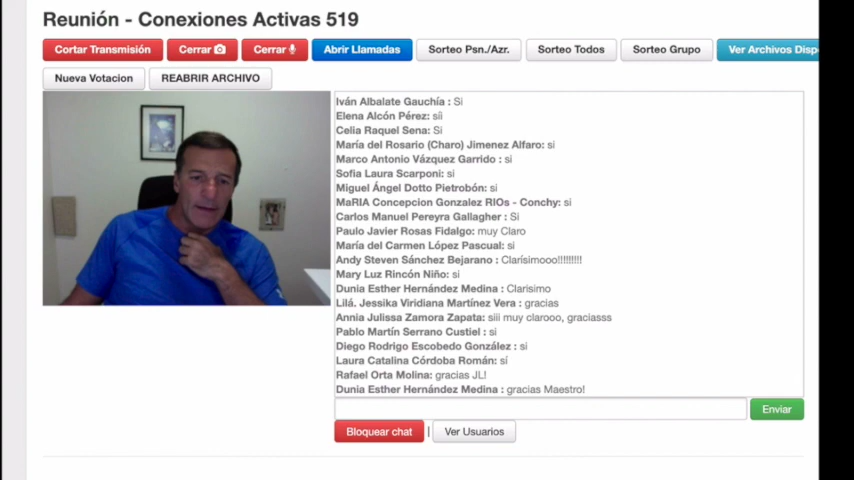 Reunión - Conexiones Activas 519
Cortar Transmisión Cerrar Cerrar Abrir Llamadas Sorteo Psn./Azr. Sorteo Todos Sorteo Grupo Ver Archivos Disp
Nueva Votacion REABRIR ARCHIVO
Iván Albalate Gauchía : Si
Elena Alcón Pérez: síi
Celia Raquel Sena: Si
María del Rosario (Charo) Jimenez Alfaro: si
Marco Antonio Vázquez Garrido : si
Sofia Laura Scarponi: si
Miguel Ángel Dotto Pietrobón: si
MaRIA Concepcion Gonzalez RIOs - Conchy: si
Carlos Manuel Pereyra Gallagher : Si
Paulo Javier Rosas Fidalgo: muy Claro
María del Carmen López Pascual: si
Andy Steven Sánchez Bejarano : Clarísimooo!!!!!!!!!
Mary Luz Rincón Niño: si
Dunia Esther Hernández Medina : Clarisimo
Lilá. Jessika Viridiana Martínez Vera : gracias
Annia Julissa Zamora Zapata: siii muy clarooo, graciasss
Pablo Martín Serrano Custiel : si
Diego Rodrigo Escobedo González : si
Laura Catalina Córdoba Román: sí
Rafael Orta Molina: gracias JL!
Dunia Esther Hernández Medina : gracias Maestro!
Enviar
Bloquear chat | Ver Usuarios